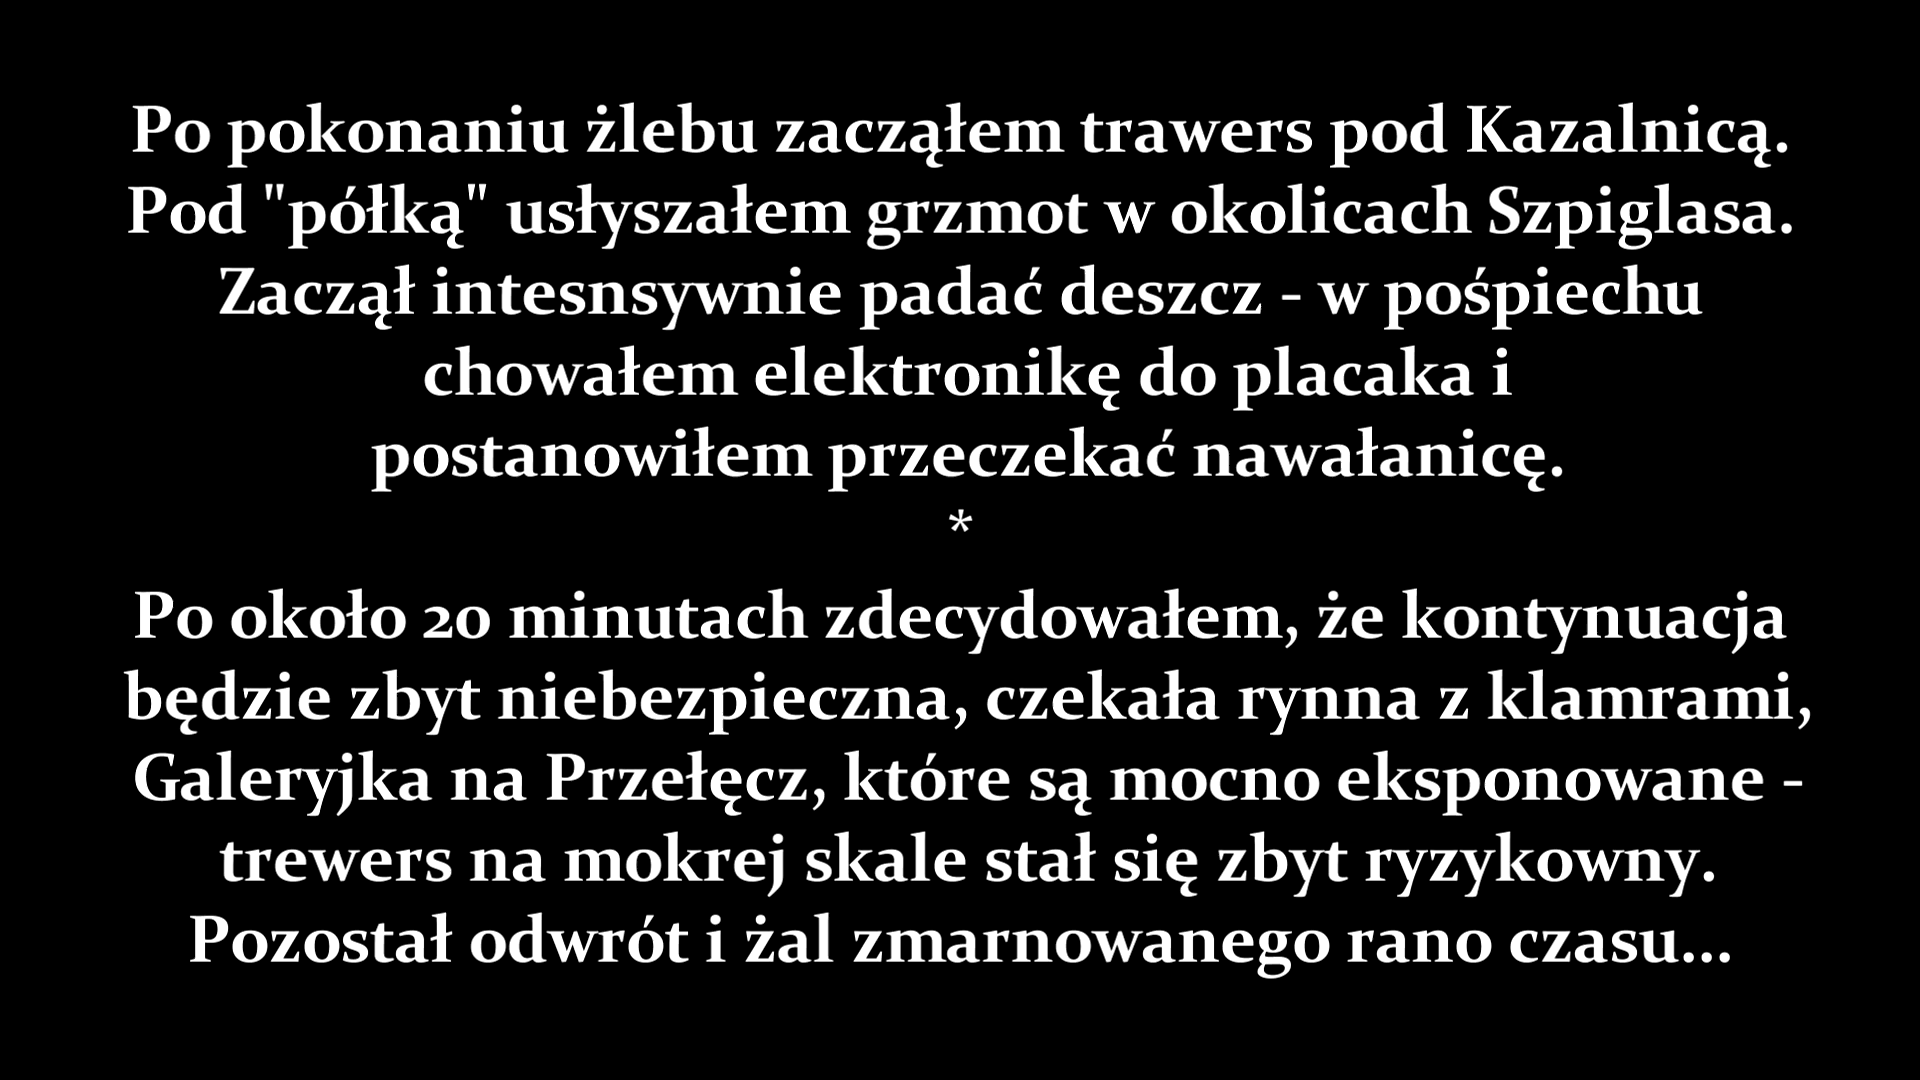 Po pokonaniu żlebu zacząłem trawers pod Kazalnicą.
Pod "półką" usłyszałem grzmot w okolicach Szpiglasa.
Zaczął intesnsywnie padać deszcz - w pośpiechu
chowałem elektronikę do placaka i
postanowiłem przeczekać nawałanicę.
*
Po około 20 minutach zdecydowałem, że kontynuacja
będzie zbyt niebezpieczna, czekała rynna z klamrami,
Galeryjka na Przełęcz, które są mocno eksponowane -
trewers na mokrej skale stał się zbyt ryzykowny.
Pozostał odwrót i żal zmarnowanego rano czasu...